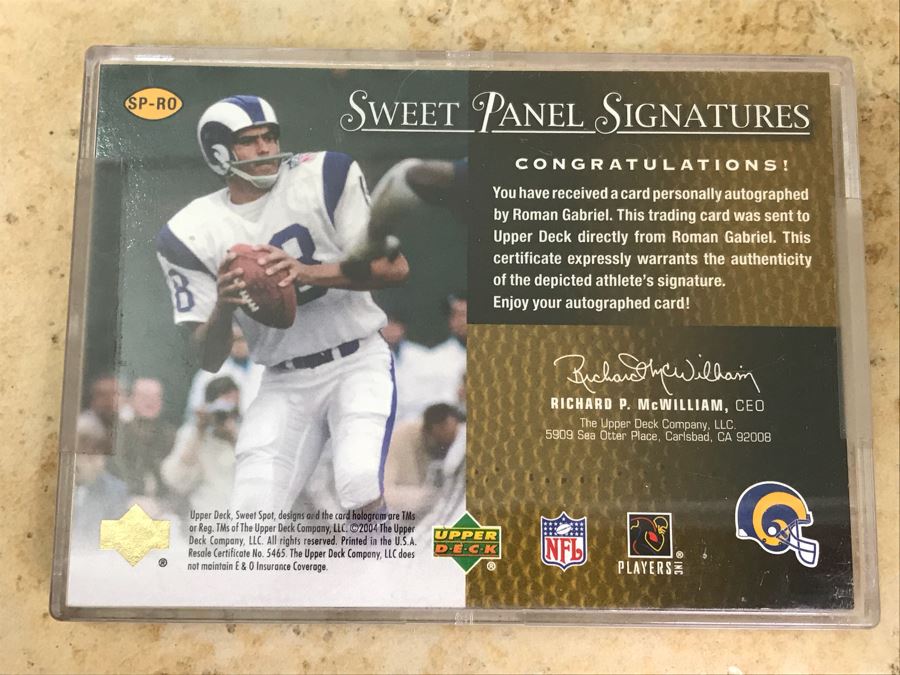 SP-RO
SWEET PANEL SIGNATURES
CONGRATULATIONS!
You have received a card personally autographed
by Roman Gabriel. This trading card was sent to
Upper Deck directly from Roman Gabriel. This
certificate expressly warrants the authenticity
of the depicted athlete's signature.
Enjoy your autographed card!
8
18
Richard McWilliam
RICHARD P. McWILLIAM, CEO
The Upper Deck Company, LLC.
5909 Sea Otter Place, Carlsbad, CA 92008
Upper Deck, Sweet Spot, designs and the card hologram are TMs
or Reg. TMs of The Upper Deck Company, LLC. ©2004 The Upper
Deck Company, LLC. All rights reserved. Printed in the U.S.A.
Resale Certificate No. 5465. The Upper Deck Company, LLC does
not maintain E & O Insurance Coverage.
®
UPPER
DECK
®
NFL
PLAYERS INC
®